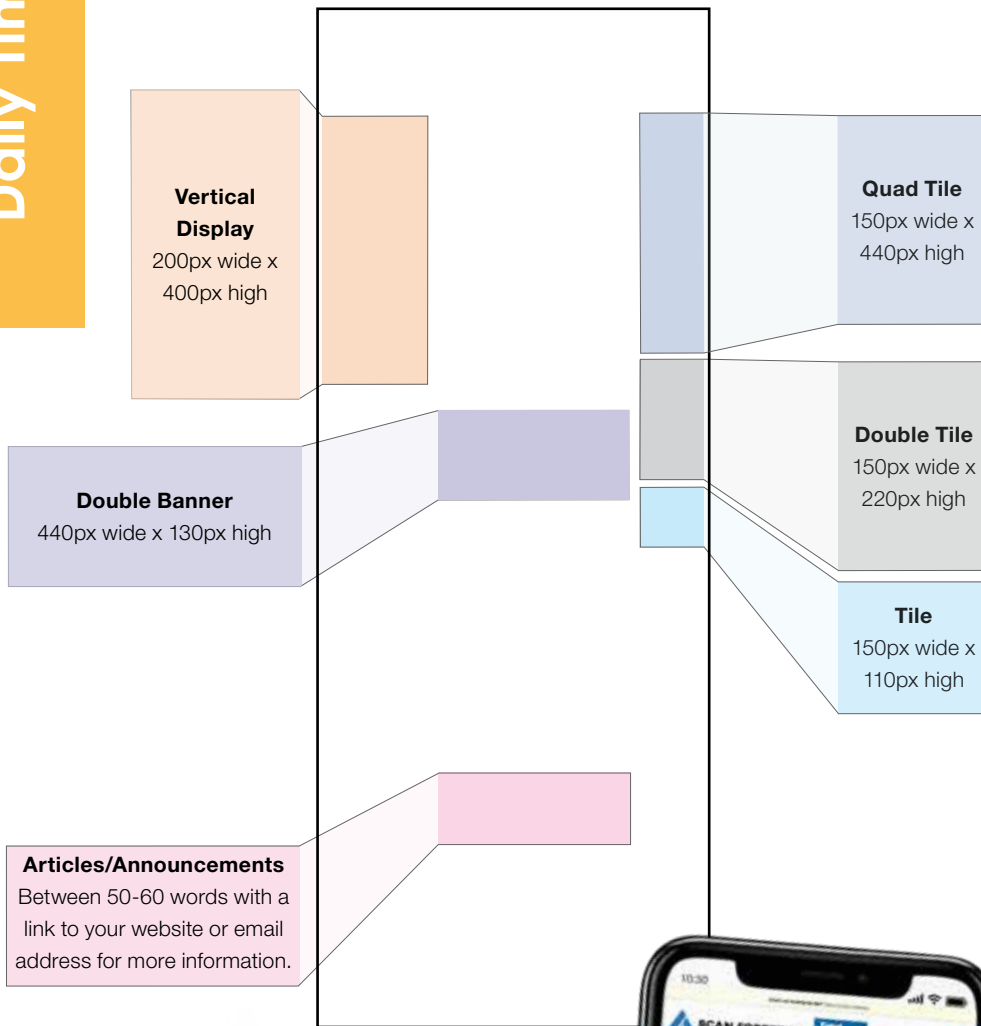 Daily
Vertical
Display
200px wide x
400px high
Quad Tile
150px wide x
440px high
Double Banner
440px wide x 130px high
Double Tile
150px wide x
220px high
Tile
150px wide x
110px high
Articles/Announcements
Between 50-60 words with a
link to your website or email
address for more information.
10:30